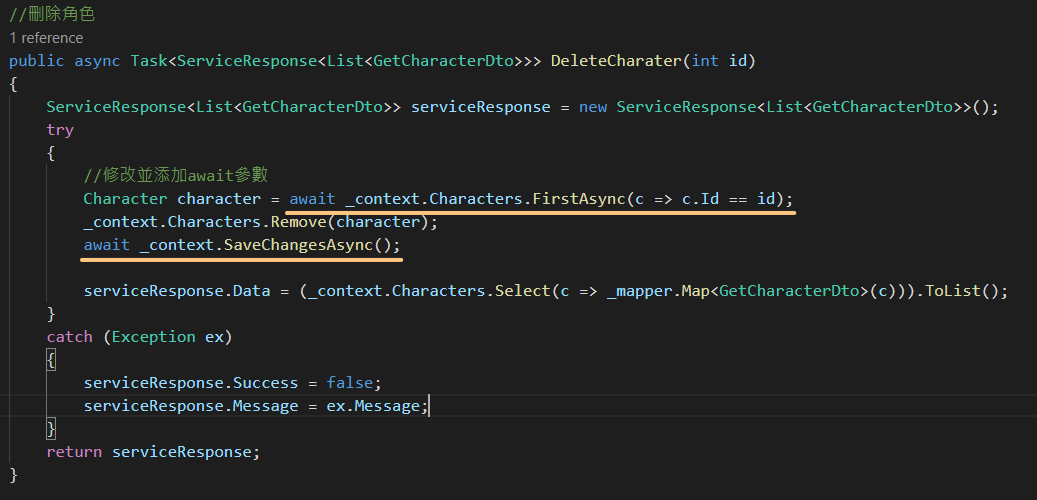 //刪除角色
1 reference
public async Task<ServiceResponse<List<GetCharacterDto>>> DeleteCharater(int id)
{
ServiceResponse<List<GetCharacterDto>> serviceResponse = new ServiceResponse<List<GetCharacterDto>>();
try
{
//修改並添加await參數
Character character = await _context.Characters.FirstAsync(c => c.Id == id);
_context.Characters.Remove(character);
await _context.SaveChangesAsync();
serviceResponse.Data = (_context.Characters.Select(c => _mapper.Map<GetCharacterDto>(c))).ToList();
}
catch (Exception ex)
{
serviceResponse.Success = false;
serviceResponse.Message = ex.Message;
}
return serviceResponse;
}